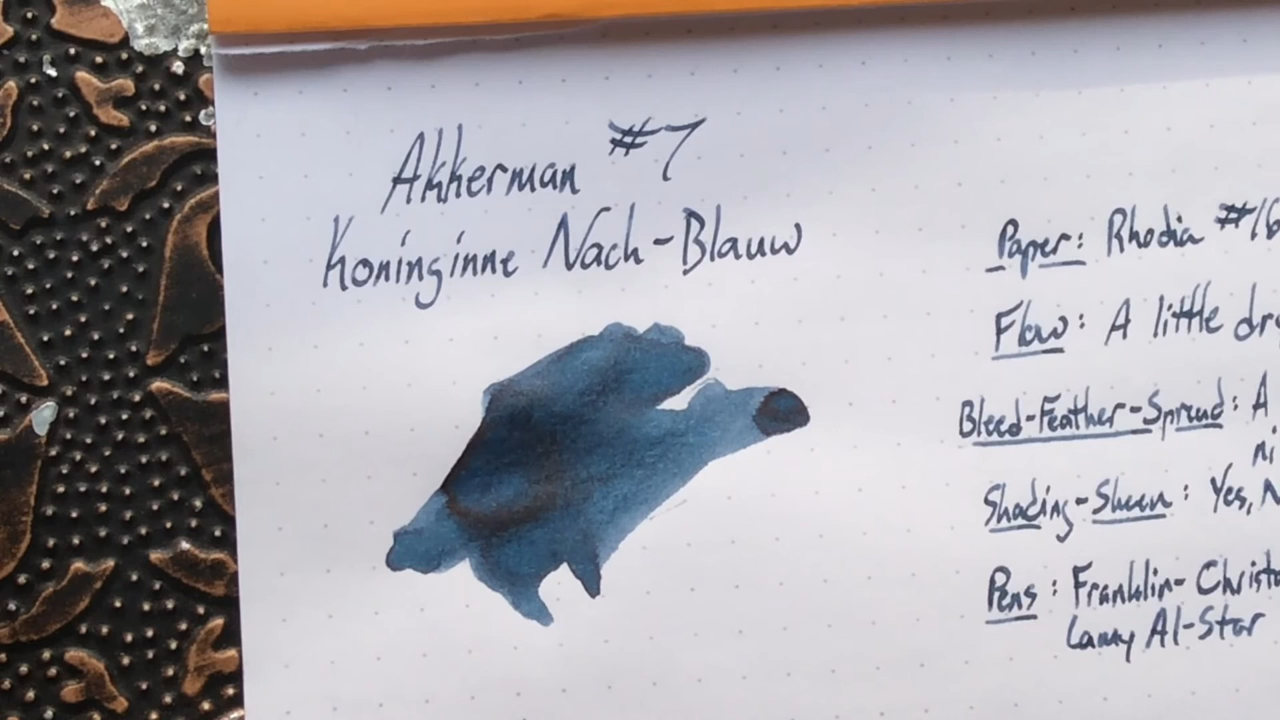 Akkerman #7
Koninginne Nach-Blauw
Paper: Rhodia #16
Flow: A little
Bleed-Feather-Spread: A
Shading-Sheen: Yes,
Pens: Franklin-
Lamy Al-Star